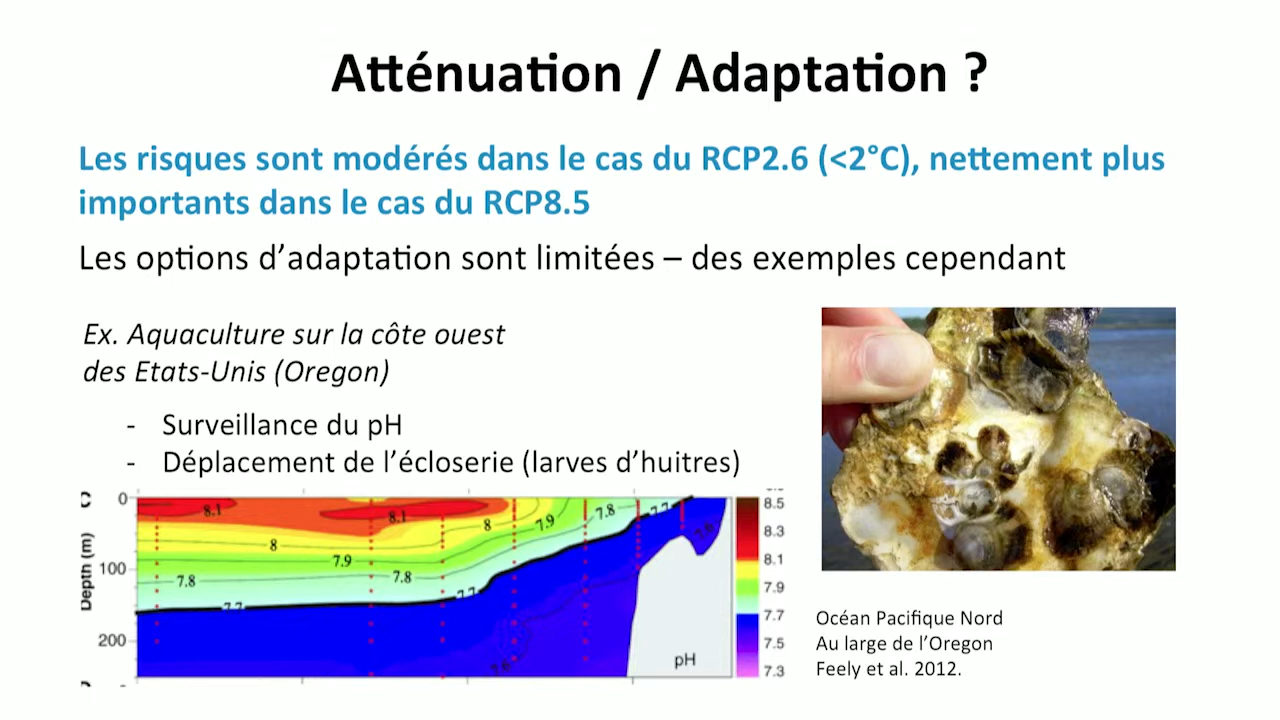 Atténuation / Adaptation ?
Les risques sont modérés dans le cas du RCP2.6 (<2°C), nettement plus
importants dans le cas du RCP8.5
Les options d'adaptation sont limitées – des exemples cependant
Ex. Aquaculture sur la côte ouest
des Etats-Unis (Oregon)
- Surveillance du pH
- Déplacement de l'écloserie (larves d'huitres)
Depth (m)
0
100
200
8.1
8.1
8
8
7.9
7.9
7.8
7.8
7.8
7.7
7.7
7.7
7.6
pH
8.5
8.3
8.1
7.9
7.7
7.5
7.3
Océan Pacifique Nord
Au large de l'Oregon
Feely et al. 2012.